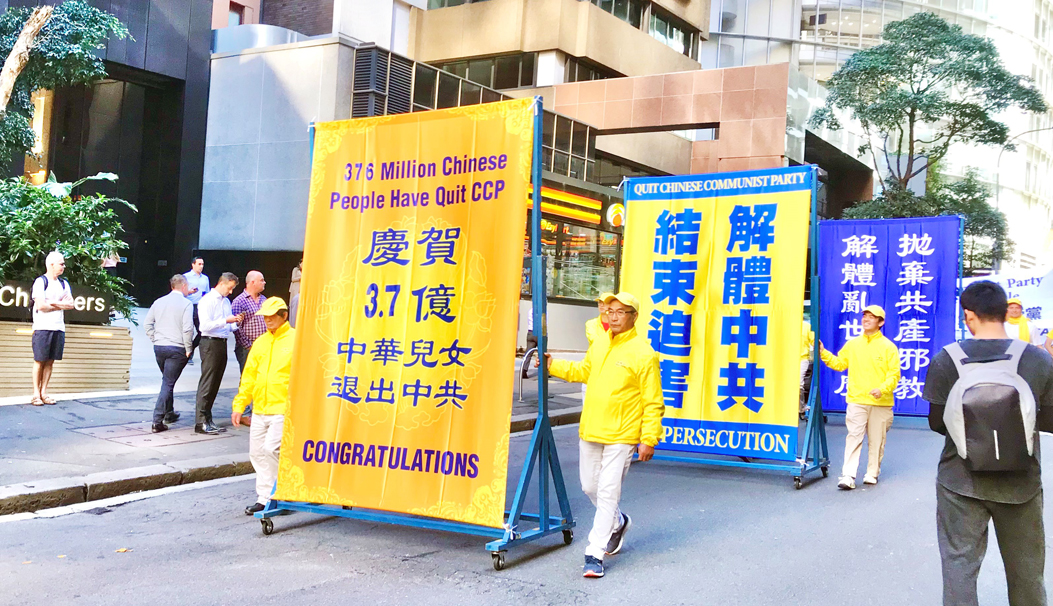 376 Million Chinese
People Have Quit CCP
慶賀
3.7 億
中華兒女
退出中共
CONGRATULATIONS
QUIT CHINESE COMMUNIST PARTY
解體中共
結束迫害
PERSECUTION
拋棄共產邪教
解體亂世
Party